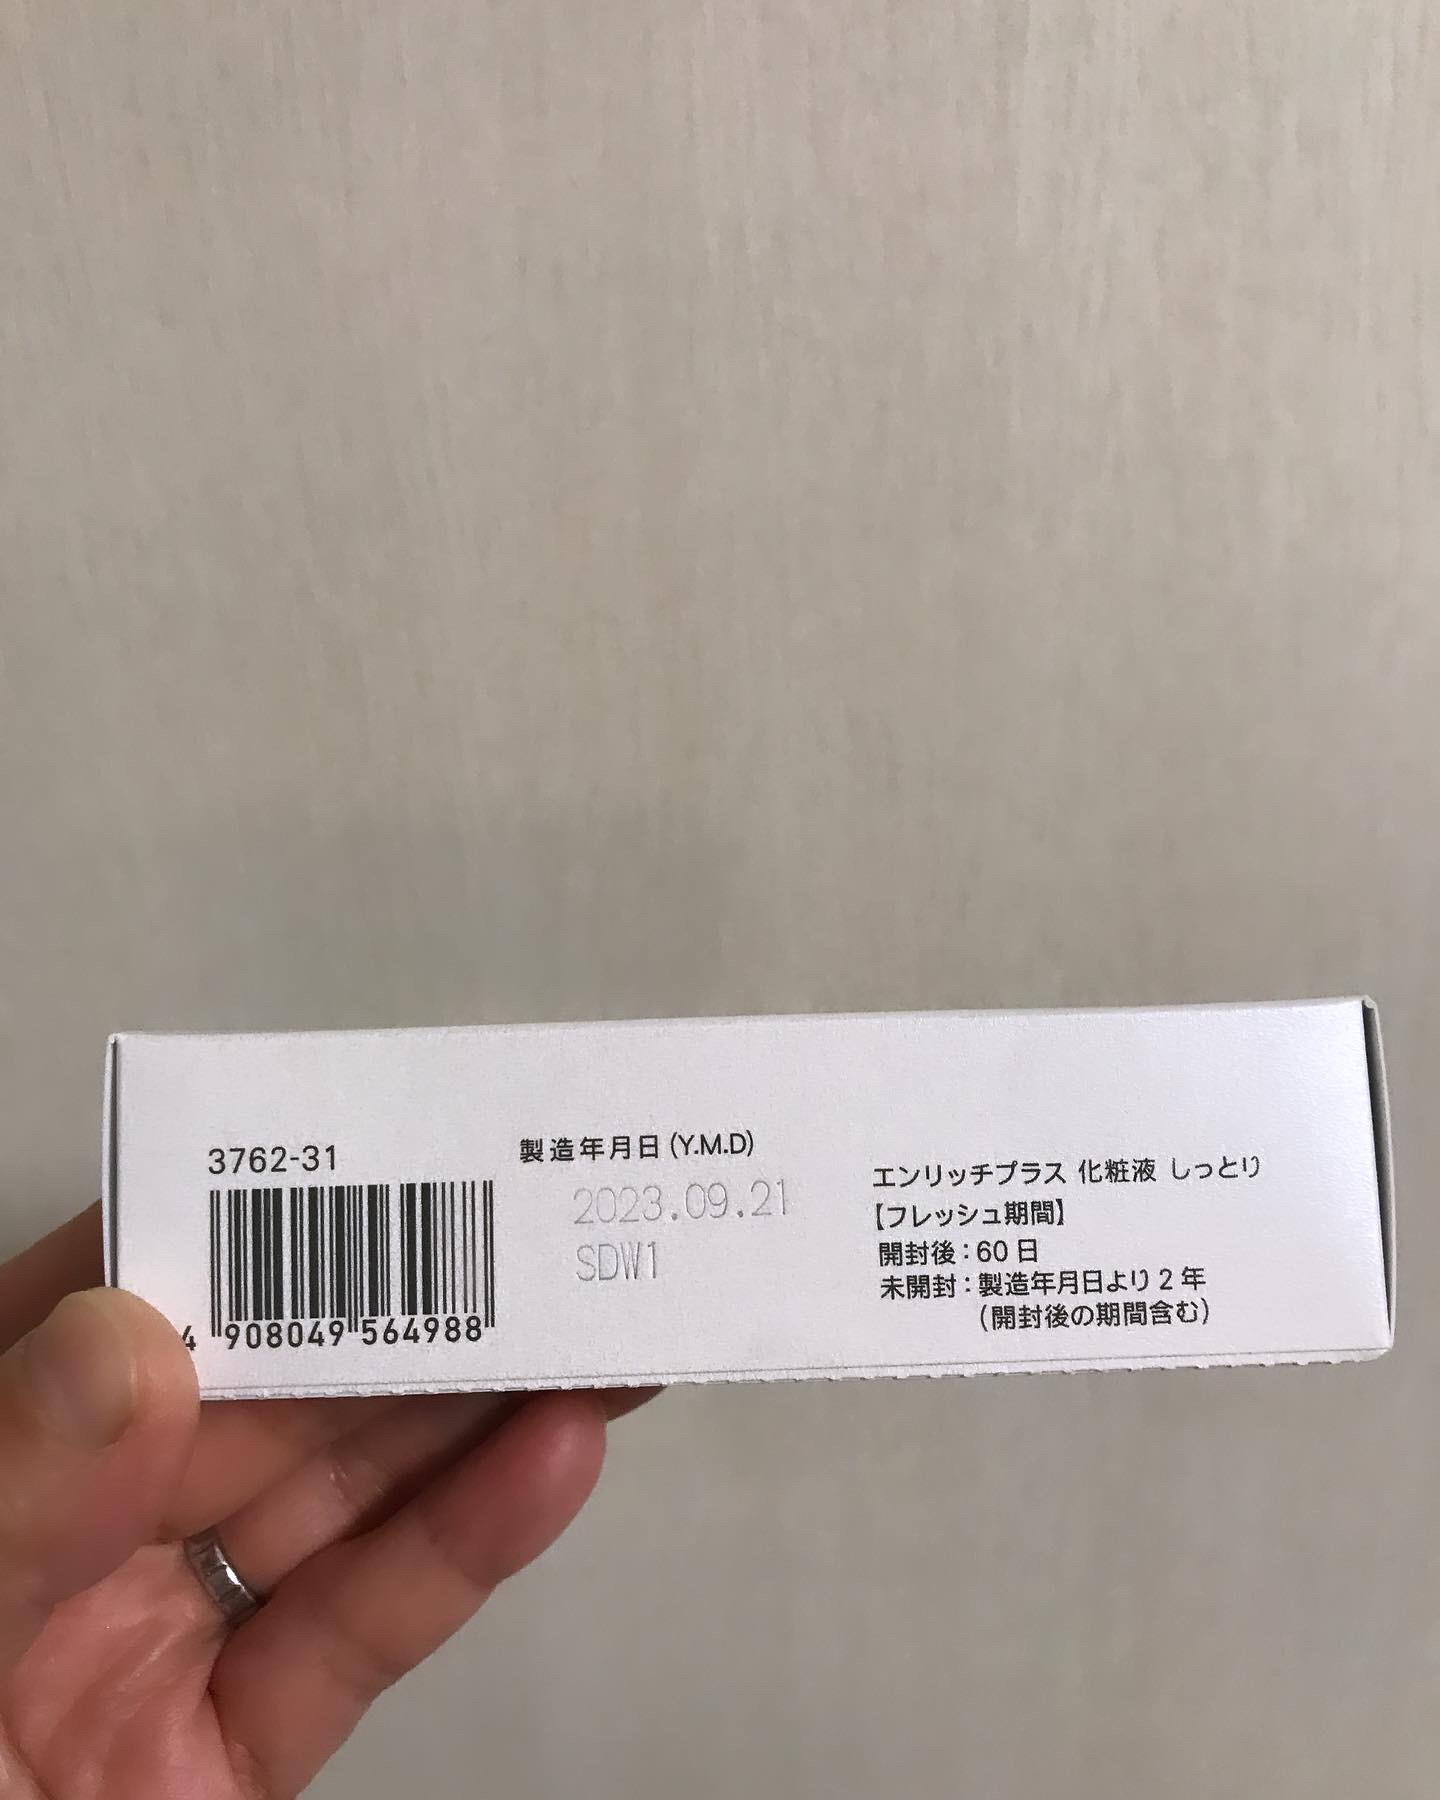 3762-31
4 908049 564988
製造年月日(Y.M.D)
2023.09.21
SDW1
エンリッチプラス 化粧液 しっとり
【フレッシュ期間】
開封後:60日
未開封:製造年月日より2年
(開封後の期間含む)